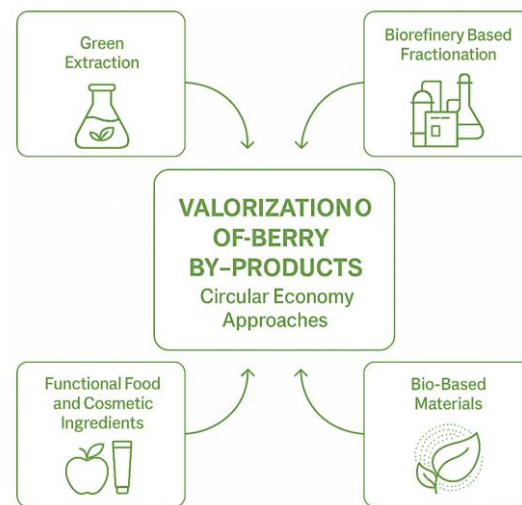 Green
Extraction
Biorefinery Based
Fractionation
VALORIZATION O
OF-BERRY
BY–PRODUCTS
Circular Economy
Approaches
Functional Food
and Cosmetic
Ingredients
Bio-Based
Materials